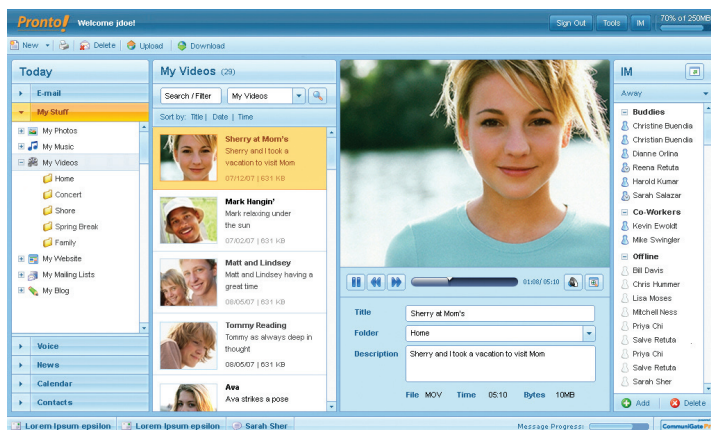 Pronto!
Welcome jdoe!
Sign Out
Tools
IM
70% of 250MB
New
Delete
Upload
Download
Today
E-mail
My Stuff
My Photos
My Music
My Videos
Home
Concert
Shore
Spring Break
Family
My Website
My Mailing Lists
My Blog
Voice
News
Calendar
Contacts
My Videos (29)
Search / Filter
My Videos
Sort by: Title | Date | Time
Sherry at Mom's
Sherry and I took a
vacation to visit Mom
07/12/07 | 631 KB
Mark Hangin'
Mark relaxing under
the sun
07/02/07 | 631 KB
Matt and Lindsey
Matt and Lindsey having a
great time
08/05/07 | 631 KB
Tommy Reading
Tommy as always deep in
thought
08/05/07 | 631 KB
Ava
Ava strikes a pose
01:08/05:10
Title
Sherry at Mom's
Folder
Home
Description
Sherry and I took a vacation to visit Mom
File MOV Time 05:10 Bytes 10MB
IM
Away
Buddies
Christine Buendia
Christian Buendia
Dianne Orlina
Reena Retuta
Harold Kumar
Sarah Salazar
Co-Workers
Kevin Ewoldt
Mike Swingler
Offline
Bill Davis
Chris Hummer
Lisa Moses
Mitchell Ness
Priya Chi
Salve Retuta
Priya Chi
Salve Retuta
Sarah Sher
Add
Delete
Lorem Ipsum epsilon
Lorem Ipsum epsilon
Sarah Sher
Message Progress:
CommuniGate